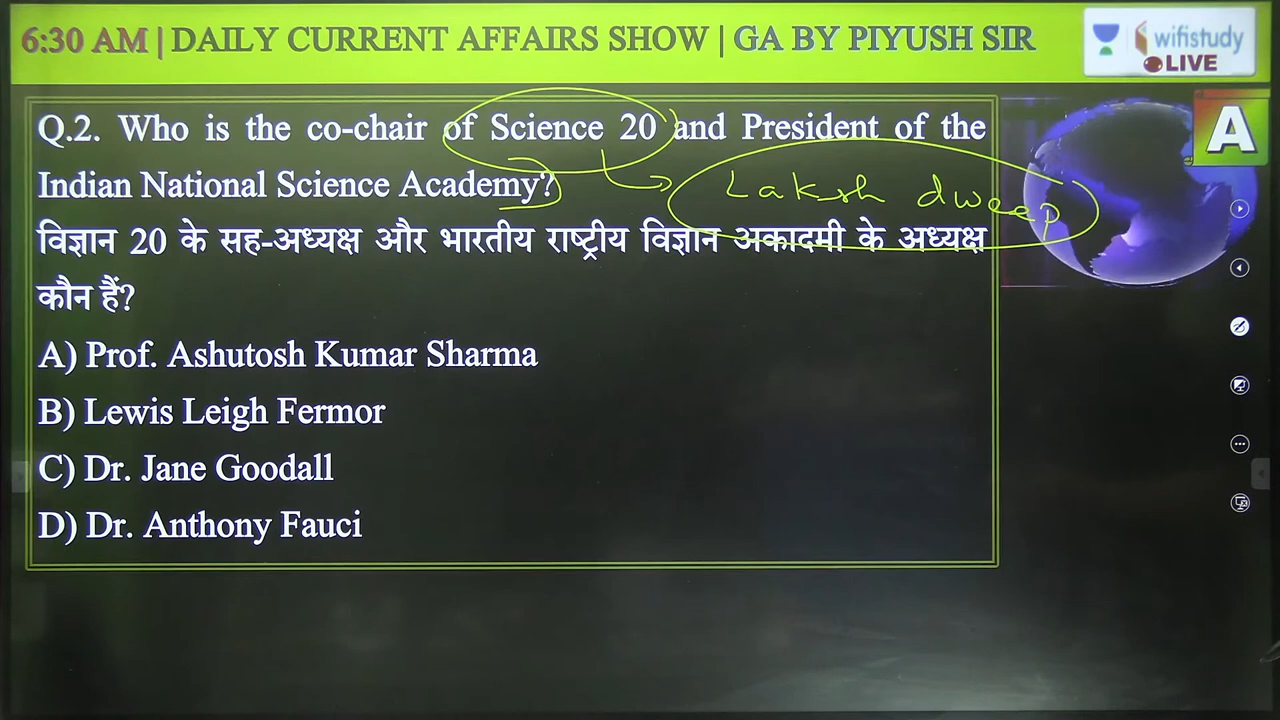 6:30 AM | DAILY CURRENT AFFAIRS SHOW | GA BY PIYUSH SIR
wifistudy
LIVE
A
Q.2. Who is the co-chair of Science 20 and President of the
Indian National Science Academy?
Laksh dweep
विज्ञान 20 के सह-अध्यक्ष और भारतीय राष्ट्रीय विज्ञान अकादमी के अध्यक्ष
कौन हैं?
A) Prof. Ashutosh Kumar Sharma
B) Lewis Leigh Fermor
C) Dr. Jane Goodall
D) Dr. Anthony Fauci